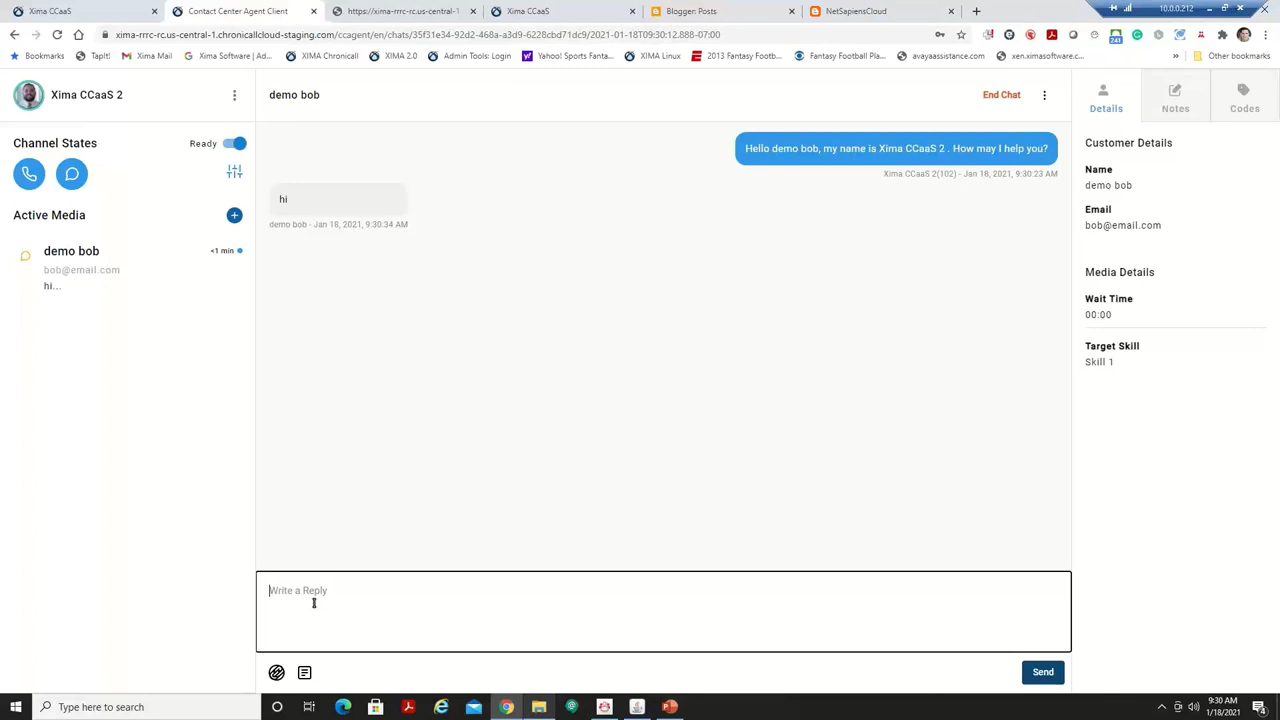 Xima CCaaS
Contact Center Agent Client
https://xima-rrrc-rc.us-central-1
Xima CCaaS
Blogger: Posts
NetSapiensCloud
10.0.0.212
xima-rrrc-rc.us-central-1.chronicallcloud-staging.com/ccagent/en/chats/35f316a4-92d2-468a-a3d9-6228cbd71dc9/2021-01-18T09:30:12.888-07:00
241
Bookmarks
TapIt!
Xima Mail
Xima Software | Ad...
XIMA Chronicall
XIMA 2.0
Admin Tools: Login
Yahoo! Sports Fanta...
XIMA Linux
2013 Fantasy Footb...
Fantasy Football Pla...
avayaassistance.com
xen.ximasoftware.c...
»
Other bookmarks
Xima CCaaS 2
demo bob
End Chat
Details
Notes
Codes
Channel States
Ready
Active Media
demo bob
<1 min
bob@email.com
hi...
Hello demo bob, my name is Xima CCaaS 2 . How may I help you?
Xima CCaaS 2(102) - Jan 18, 2021, 9:30:23 AM
hi
demo bob - Jan 18, 2021, 9:30:34 AM
Customer Details
Name
demo bob
Email
bob@email.com
Media Details
Wait Time
00:00
Target Skill
Skill 1
Write a Reply
Send
Type here to search
9:30 AM
1/18/2021
4